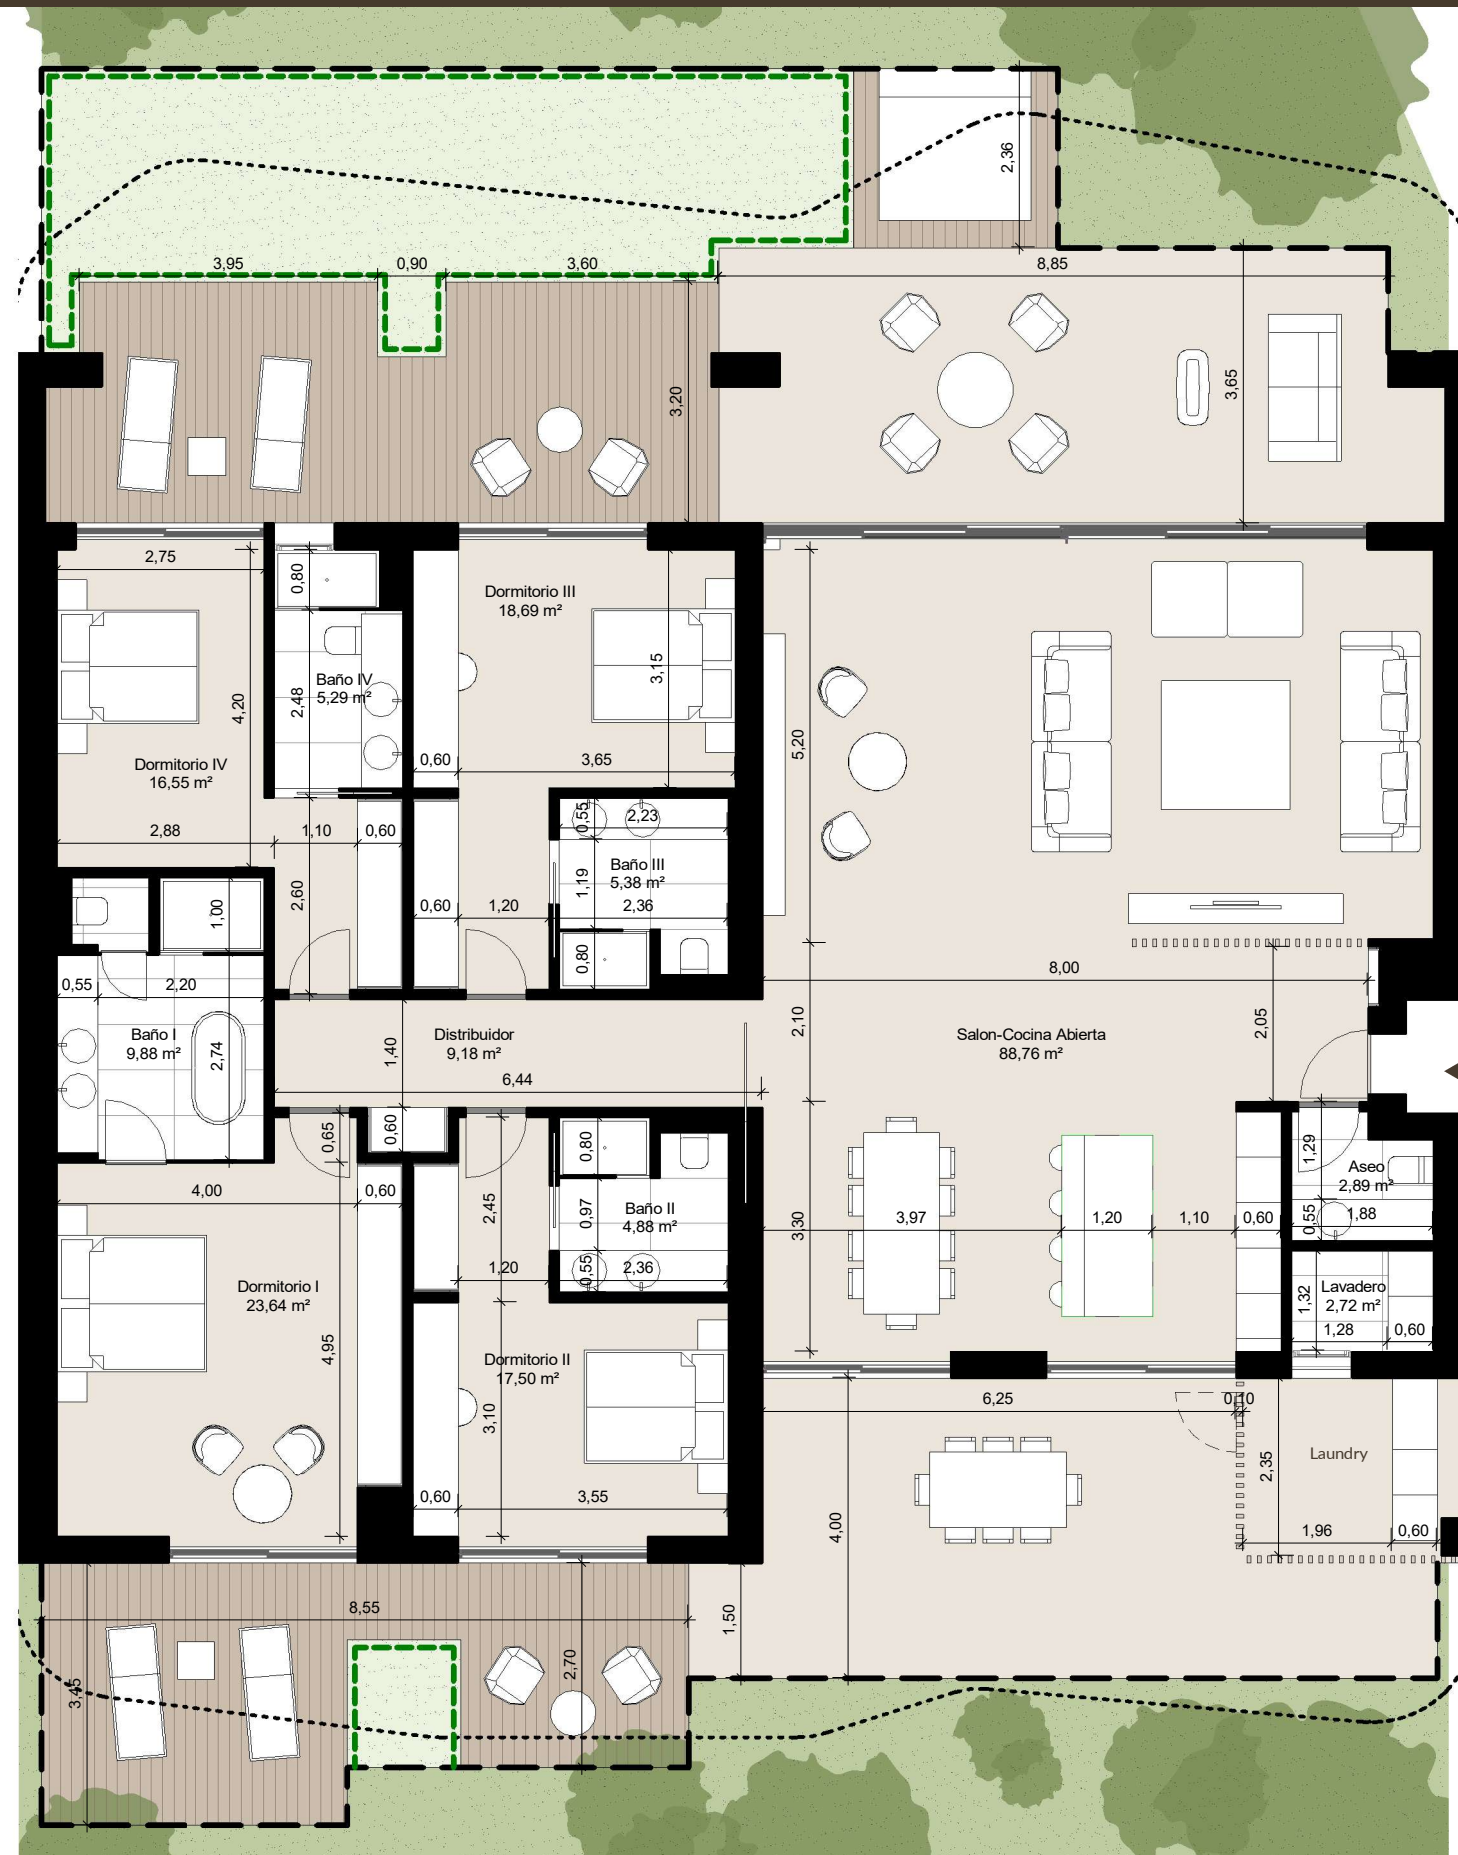 2,36
3,95
0,90
3,60
8,85
3,20
3,65
2,75
0,80
Dormitorio III
18,69 m²
3,15
Baño IV
5,29 m²
2,48
4,20
5,20
Dormitorio IV
16,55 m²
0,60
3,65
2,88
1,10
0,60
0,55
2,23
Baño III
5,38 m²
1,19
2,60
0,60
1,20
2,36
1,00
0,80
8,00
0,55
2,20
Baño I
9,88 m²
2,74
Distribuidor
9,18 m²
1,40
6,44
2,10
Salon-Cocina Abierta
88,76 m²
2,05
0,65
0,60
0,80
1,29
Aseo
2,89 m²
4,00
0,60
2,45
0,97
Baño II
4,88 m²
3,30
3,97
1,20
1,10
0,60
0,55
1,88
1,20
0,55
2,36
Dormitorio I
23,64 m²
4,95
1,32
Lavadero
2,72 m²
1,28
0,60
Dormitorio II
17,50 m²
3,10
6,25
0,10
Laundry
2,35
0,60
3,55
4,00
1,96
0,60
8,55
1,50
2,70
3,45